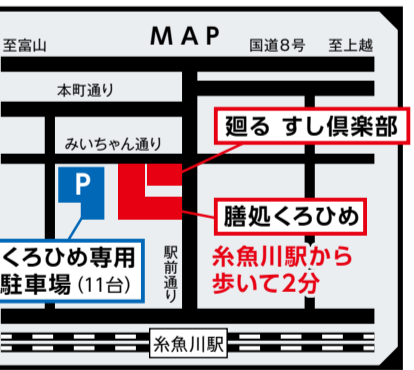 MAP
至富山
国道8号 至上越
本町通り
みいちゃん通り
廻る すし倶楽部
P
膳処くろひめ
くろひめ専用
駐車場(11台)
駅前通り
糸魚川駅から
歩いて2分
糸魚川駅